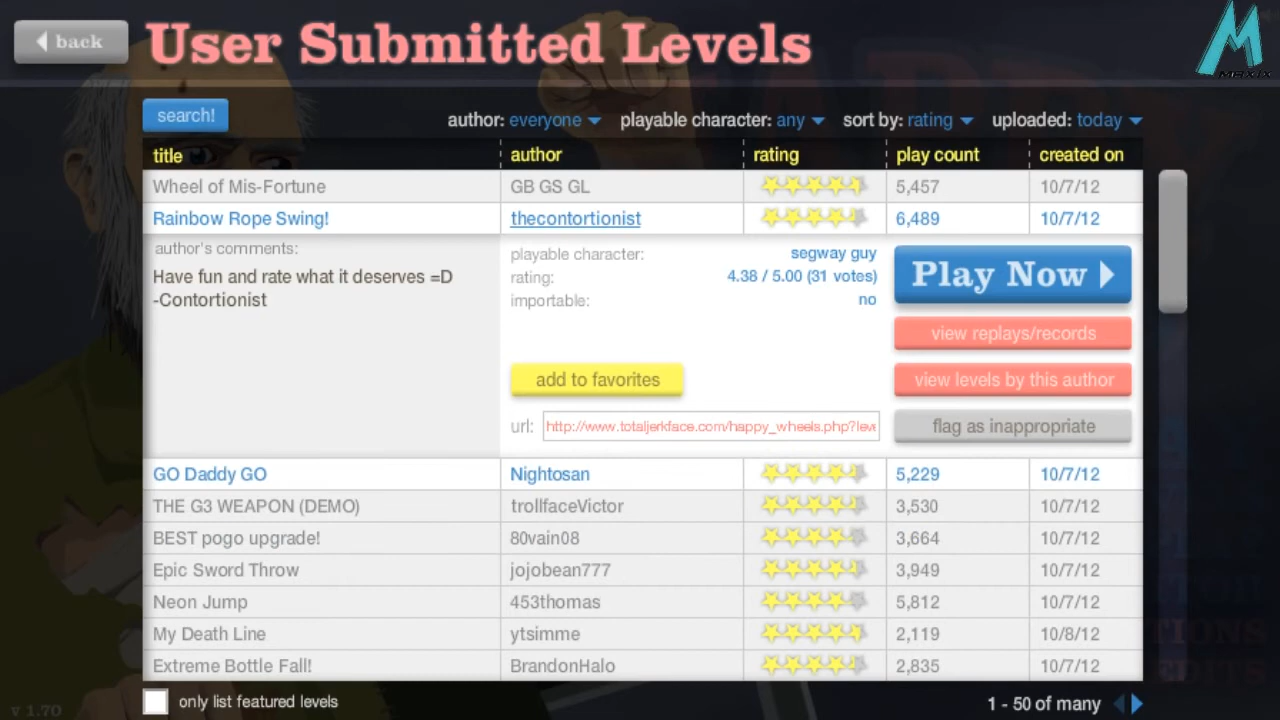 back
User Submitted Levels
MAXIX
search!
author: everyone playable character: any sort by: rating uploaded: today
title author rating play count created on
Wheel of Mis-Fortune GB GS GL 5,457 10/7/12
Rainbow Rope Swing! thecontortionist 6,489 10/7/12
author's comments:
Have fun and rate what it deserves =D
-Contortionist
playable character: segway guy
rating: 4.38 / 5.00 (31 votes)
importable: no
Play Now
view replays/records
add to favorites
view levels by this author
url: http://www.totaljerkface.com/happy_wheels.php?leve
flag as inappropriate
GO Daddy GO Nightosan 5,229 10/7/12
THE G3 WEAPON (DEMO) trollfaceVictor 3,530 10/7/12
BEST pogo upgrade! 80vain08 3,664 10/7/12
Epic Sword Throw jojobean777 3,949 10/7/12
Neon Jump 453thomas 5,812 10/7/12
My Death Line ytsimme 2,119 10/8/12
Extreme Bottle Fall! BrandonHalo 2,835 10/7/12
only list featured levels
1 - 50 of many
v 1.70